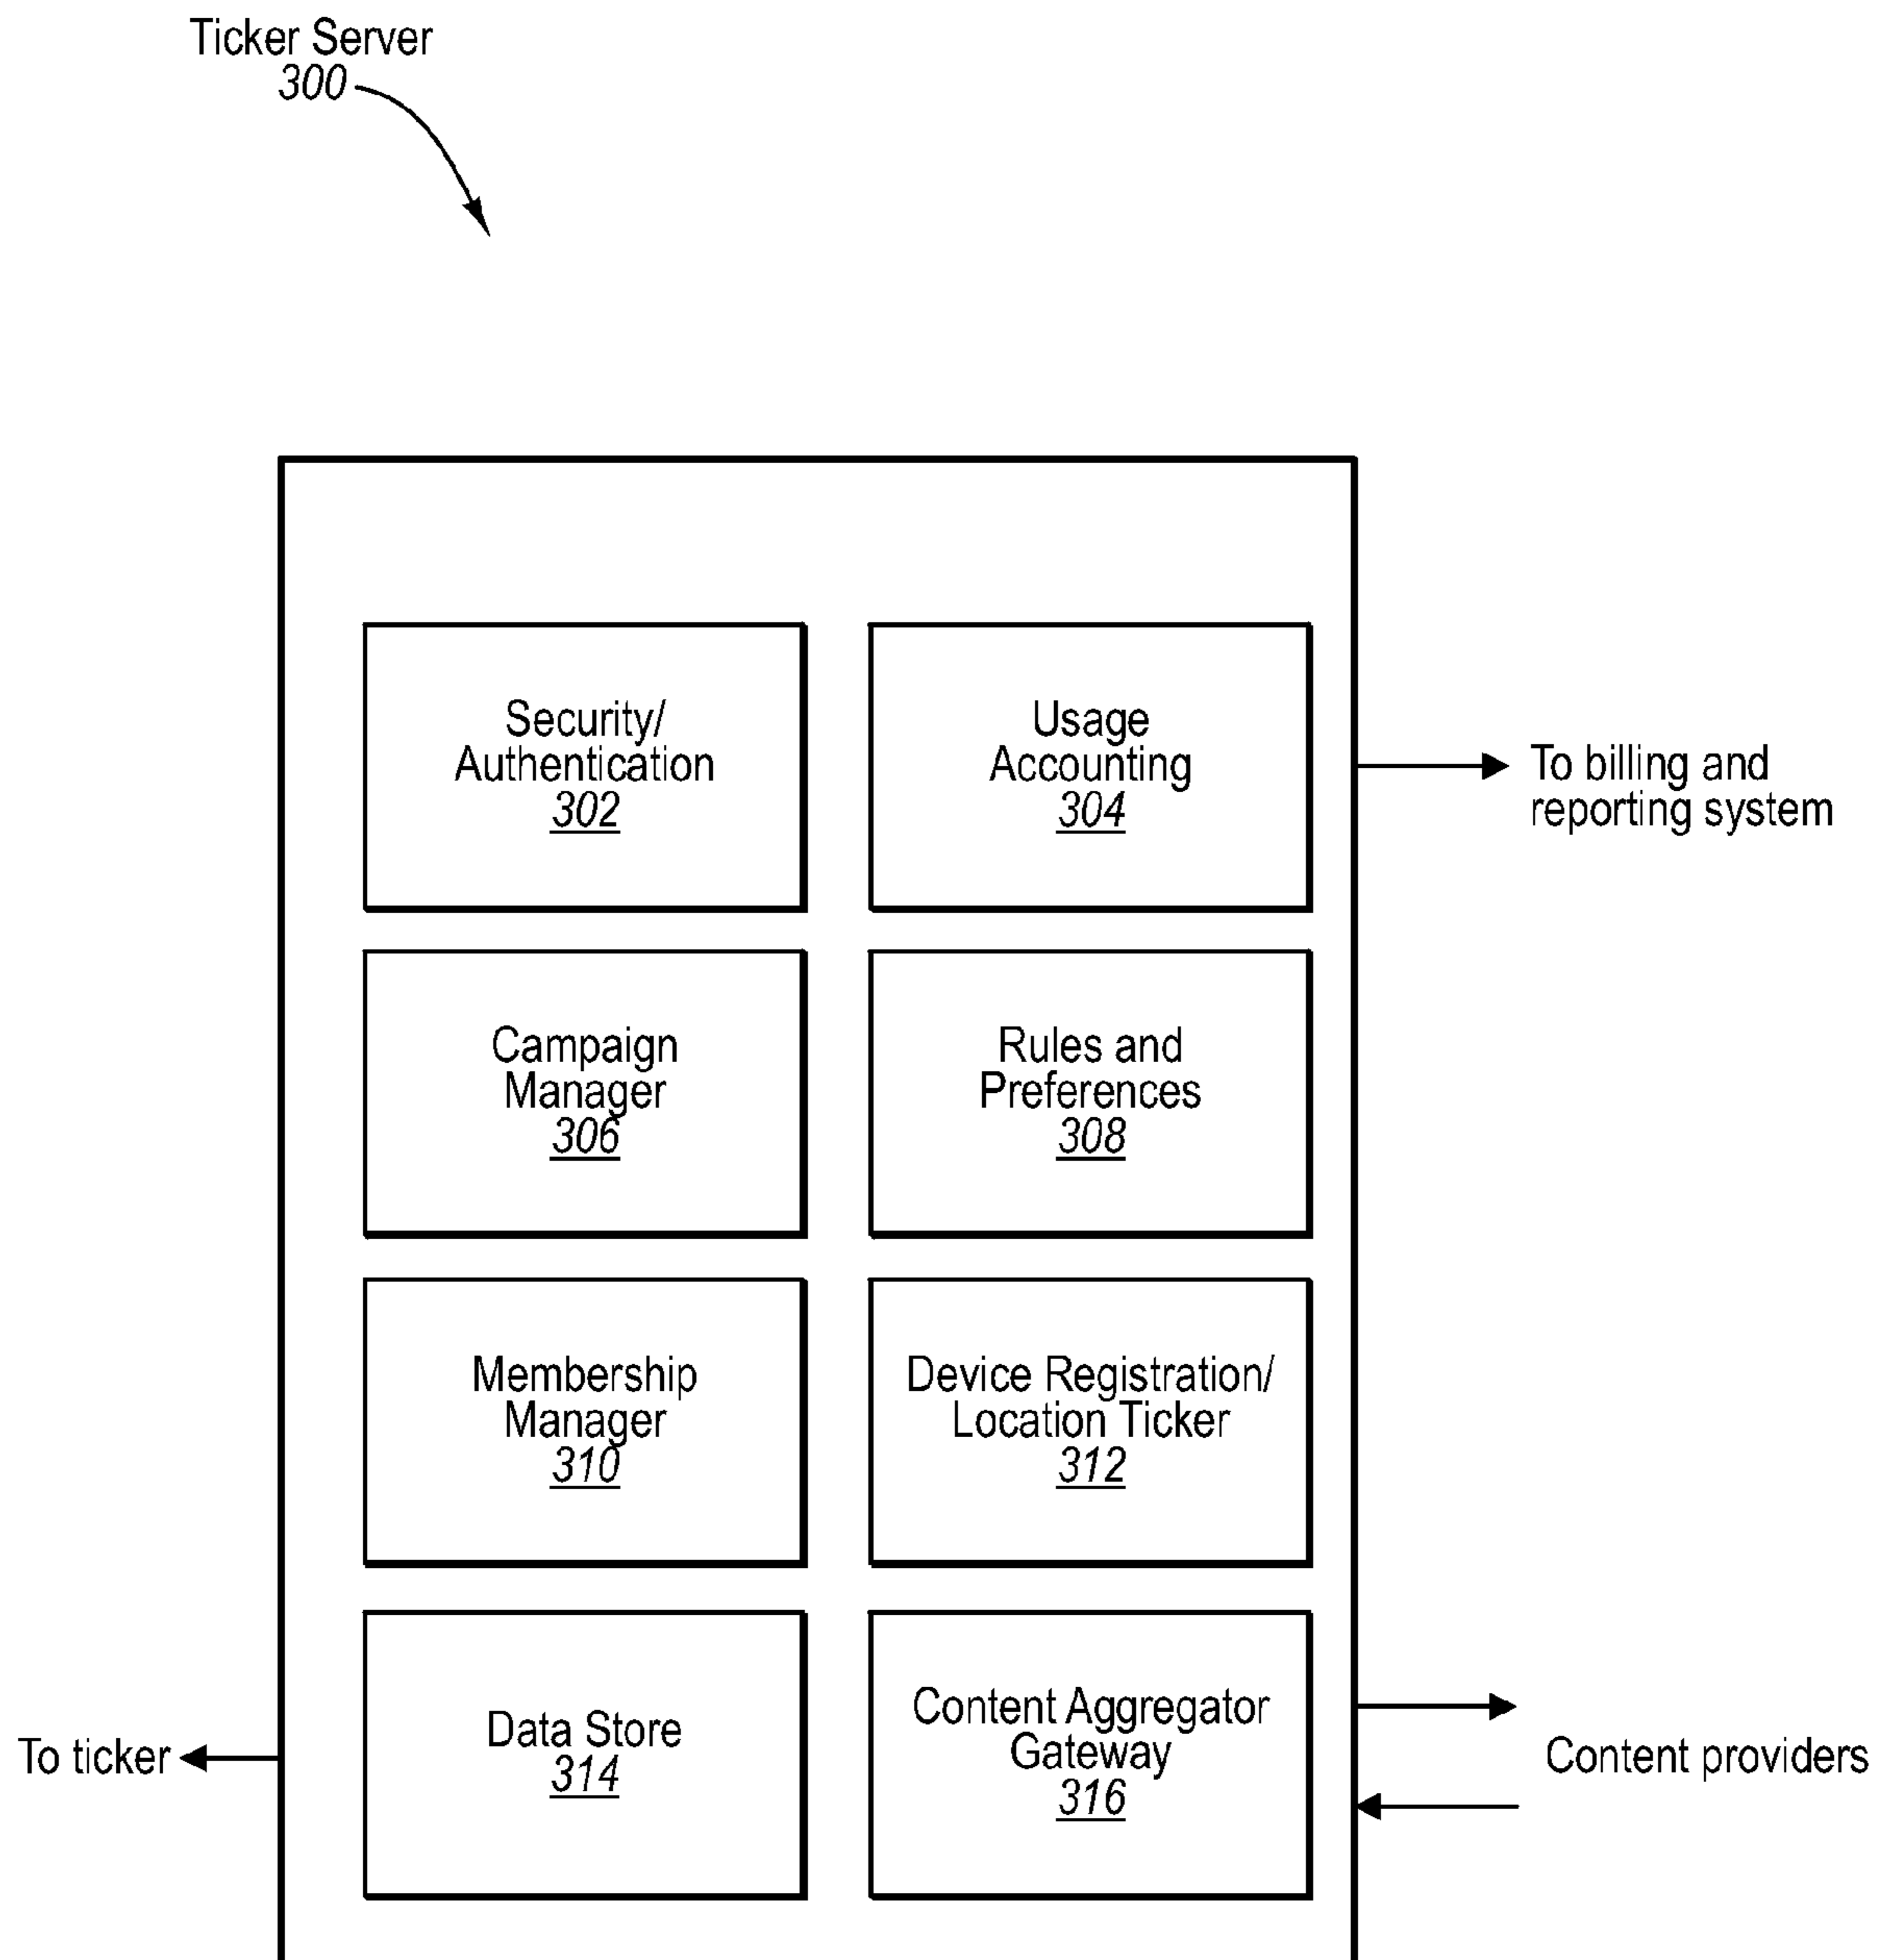 Ticker Server
300
Security/
Authentication
302
Usage
Accounting
304
To billing and
reporting system
Campaign
Manager
306
Rules and
Preferences
308
Membership
Manager
310
Device Registration/
Location Ticker
312
To ticker
Data Store
314
Content Aggregator
Gateway
316
Content providers